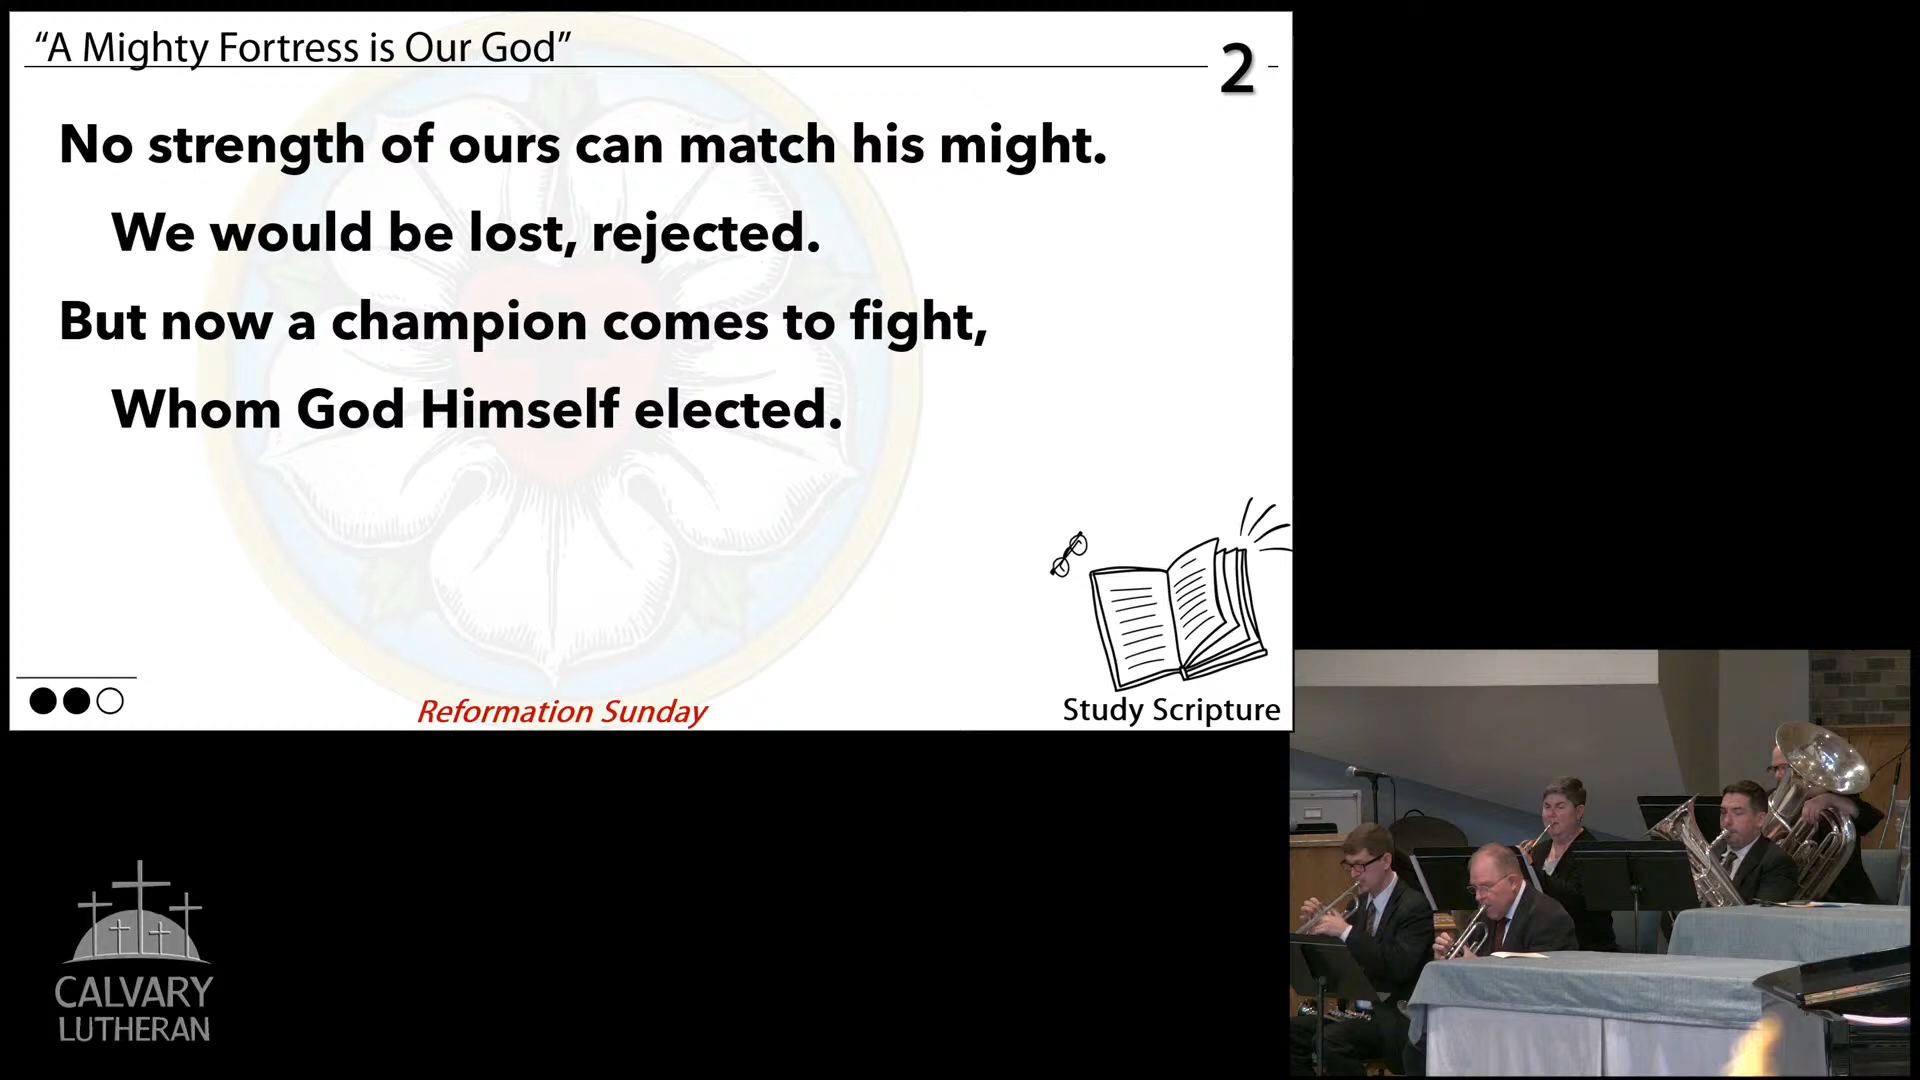 “A Mighty Fortress is Our God”
2
No strength of ours can match his might.
We would be lost, rejected.
But now a champion comes to fight,
Whom God Himself elected.
Reformation Sunday
Study Scripture
CALVARY
LUTHERAN